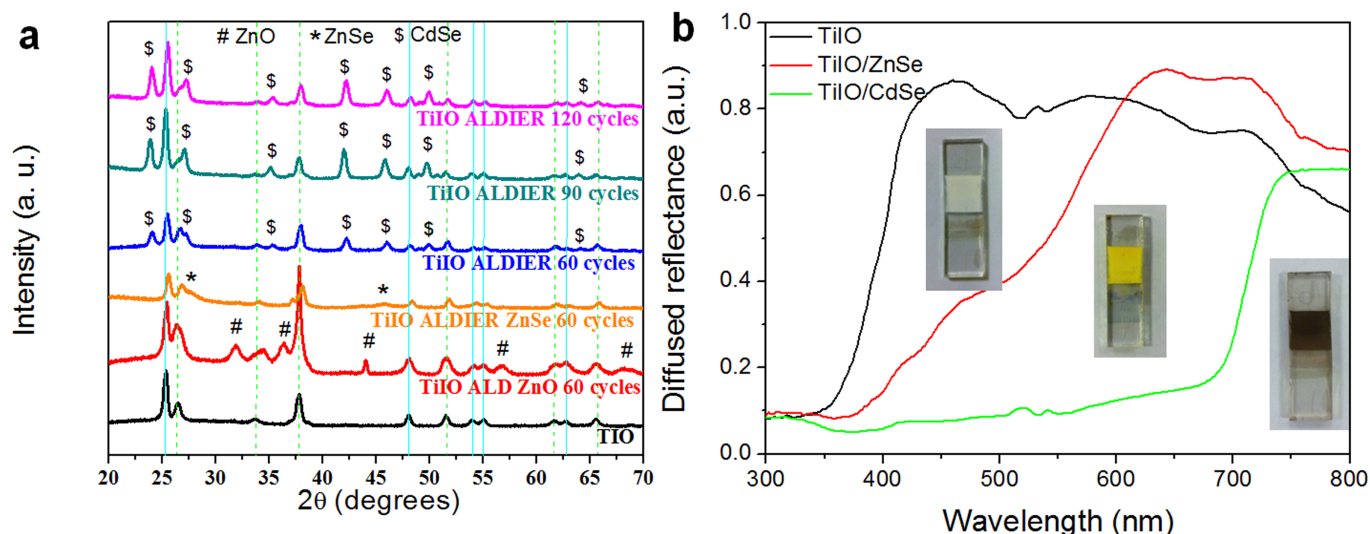 a
# ZnO *ZnSe $ CdSe
$ $ $ $ $ $ $
TiIO ALDIER 120 cycles
$ $ $ $ $ $ $
TiIO ALDIER 90 cycles
$ $ $ $ $ $ $
TiIO ALDIER 60 cycles
* *
TiIO ALDIER ZnSe 60 cycles
# # # # #
TiIO ALD ZnO 60 cycles
TIO
Intensity (a. u.)
20 25 30 35 40 45 50 55 60 65 70
2θ (degrees)
b
TiIO
TiIO/ZnSe
TiIO/CdSe
Diffused reflectance (a.u.)
1.0
0.8
0.6
0.4
0.2
0.0
300 400 500 600 700 800
Wavelength (nm)